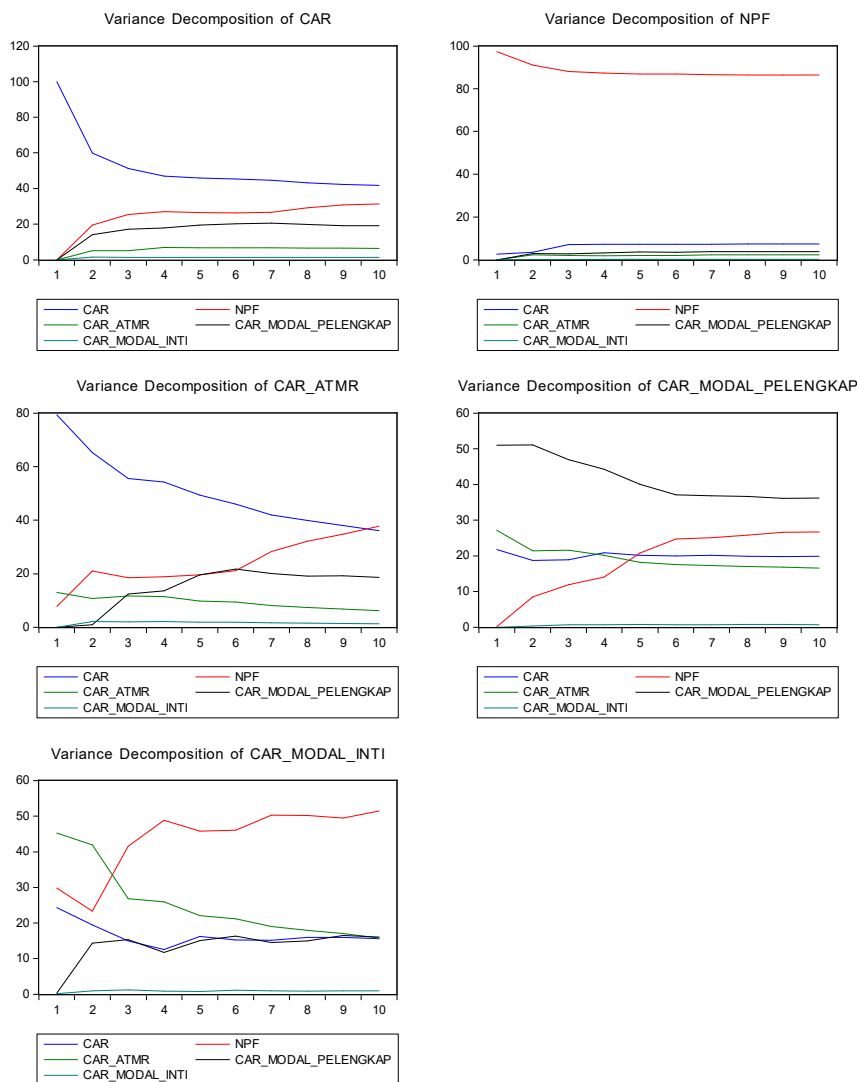 Variance Decomposition of CAR
120
100
80
60
40
20
0
1 2 3 4 5 6 7 8 9 10
CAR NPF
CAR_ATMR CAR_MODAL_PELENGKAP
CAR_MODAL_INTI
Variance Decomposition of NPF
100
80
60
40
20
0
1 2 3 4 5 6 7 8 9 10
CAR NPF
CAR_ATMR CAR_MODAL_PELENGKAP
CAR_MODAL_INTI
Variance Decomposition of CAR_ATMR
80
60
40
20
0
1 2 3 4 5 6 7 8 9 10
CAR NPF
CAR_ATMR CAR_MODAL_PELENGKAP
CAR_MODAL_INTI
Variance Decomposition of CAR_MODAL_PELENGKAP
60
50
40
30
20
10
0
1 2 3 4 5 6 7 8 9 10
CAR NPF
CAR_ATMR CAR_MODAL_PELENGKAP
CAR_MODAL_INTI
Variance Decomposition of CAR_MODAL_INTI
60
50
40
30
20
10
0
1 2 3 4 5 6 7 8 9 10
CAR NPF
CAR_ATMR CAR_MODAL_PELENGKAP
CAR_MODAL_INTI